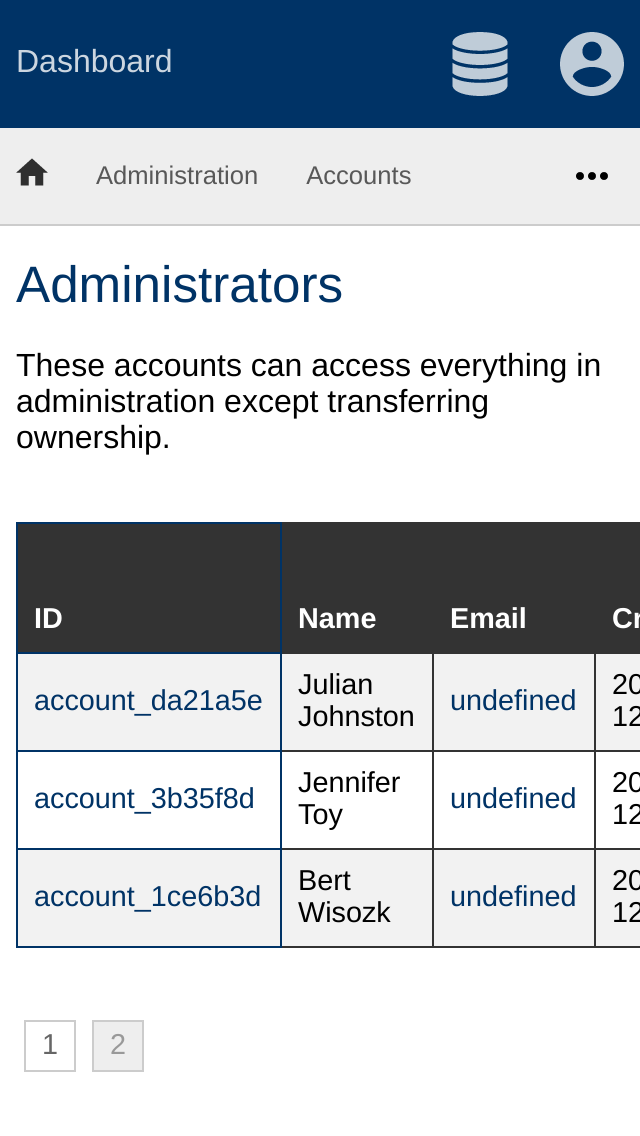 Dashboard
Administration Accounts
Administrators
These accounts can access everything in
administration except transferring
ownership.
ID Name Email Cr
account_da21a5e Julian Johnston undefined 20 12
account_3b35f8d Jennifer Toy undefined 20 12
account_1ce6b3d Bert Wisozk undefined 20 12
1 2